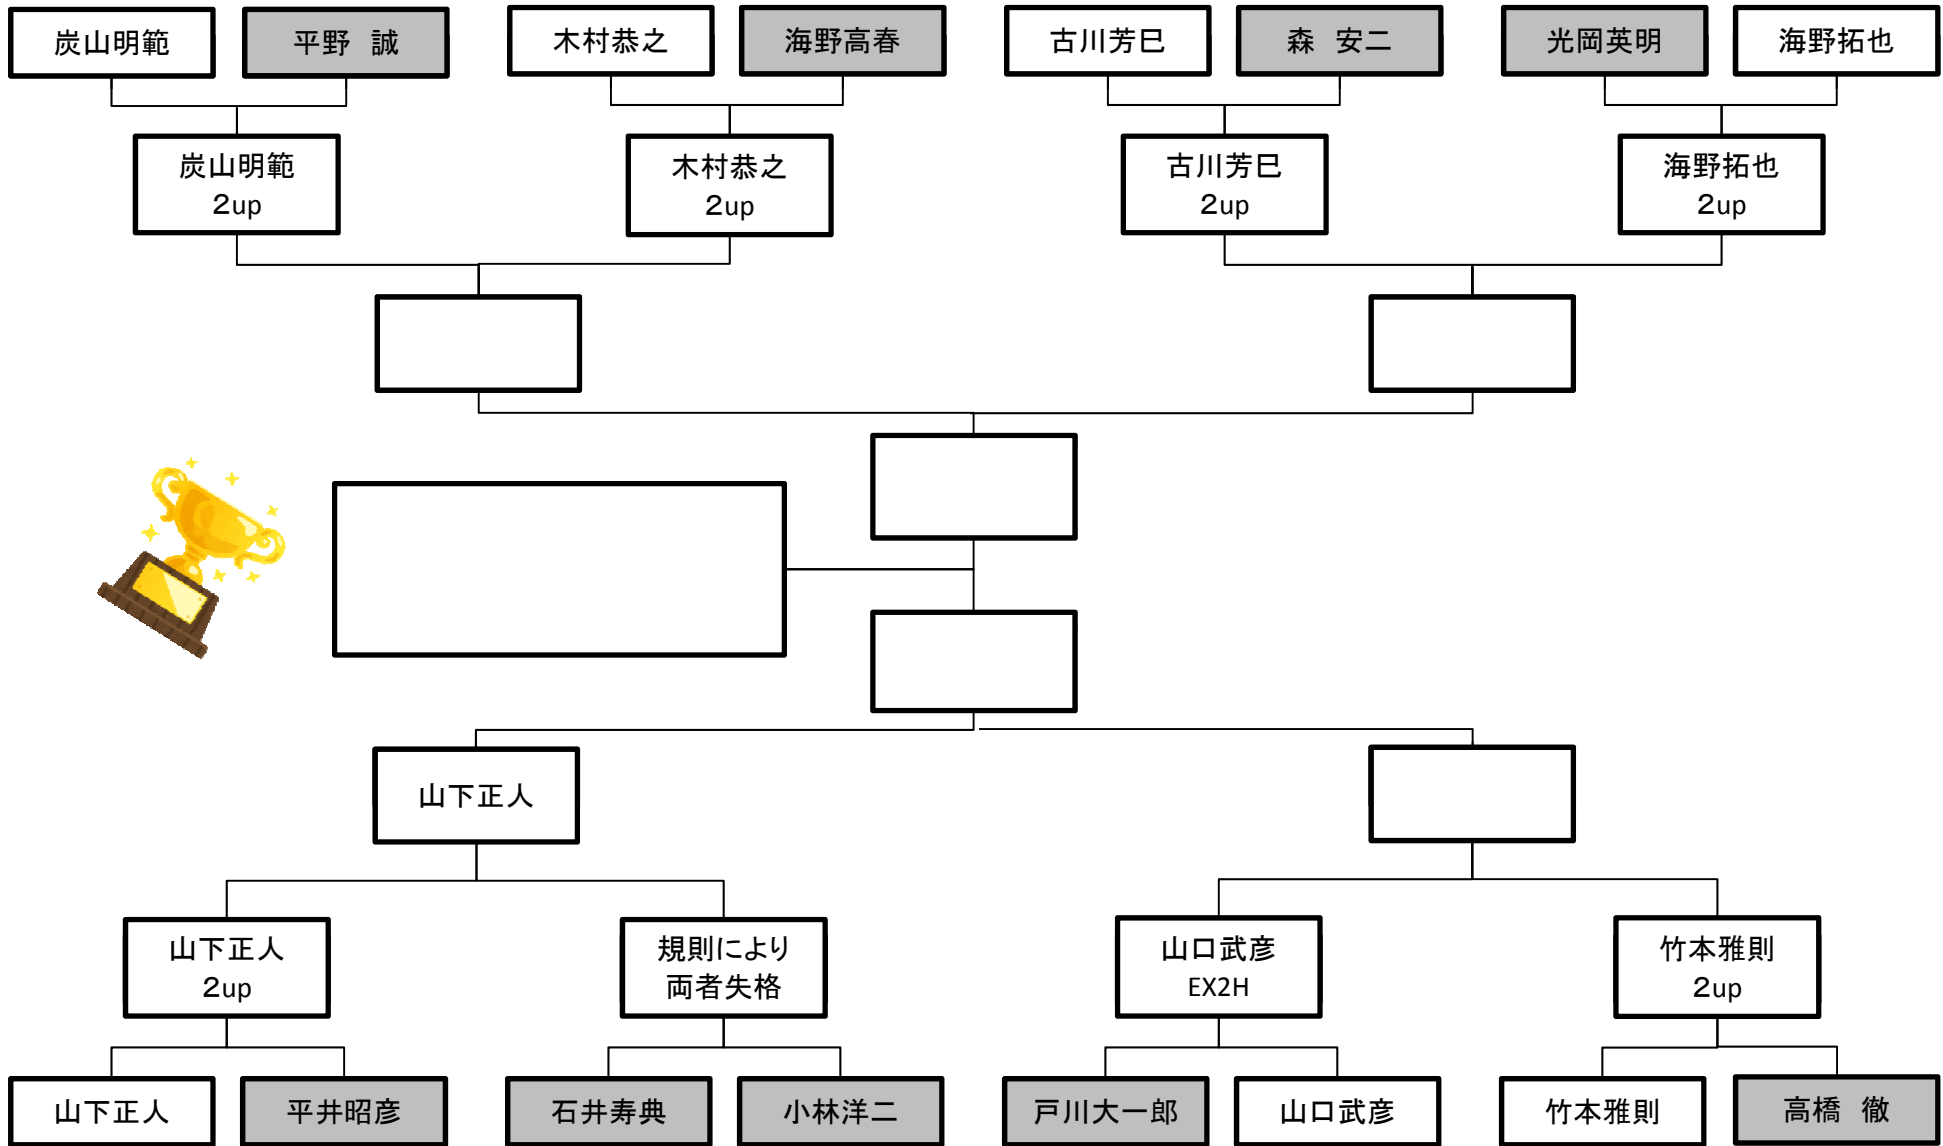 炭山明範
平野　誠
木村恭之
海野高春
古川芳巳
森　安二
光岡英明
海野拓也
炭山明範
２up
木村恭之
２up
古川芳巳
２up
海野拓也
２up
山下正人
山下正人
２up
規則により
両者失格
山口武彦
EX2H
竹本雅則
２up
山下正人
平井昭彦
石井寿典
小林洋二
戸川大一郎
山口武彦
竹本雅則
高橋　徹